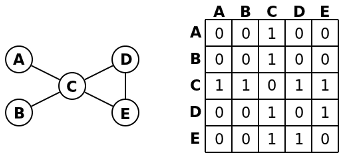 A
D
C
B
E
A B C D E
A 0 0 1 0 0
B 0 0 1 0 0
C 1 1 0 1 1
D 0 0 1 0 1
E 0 0 1 1 0